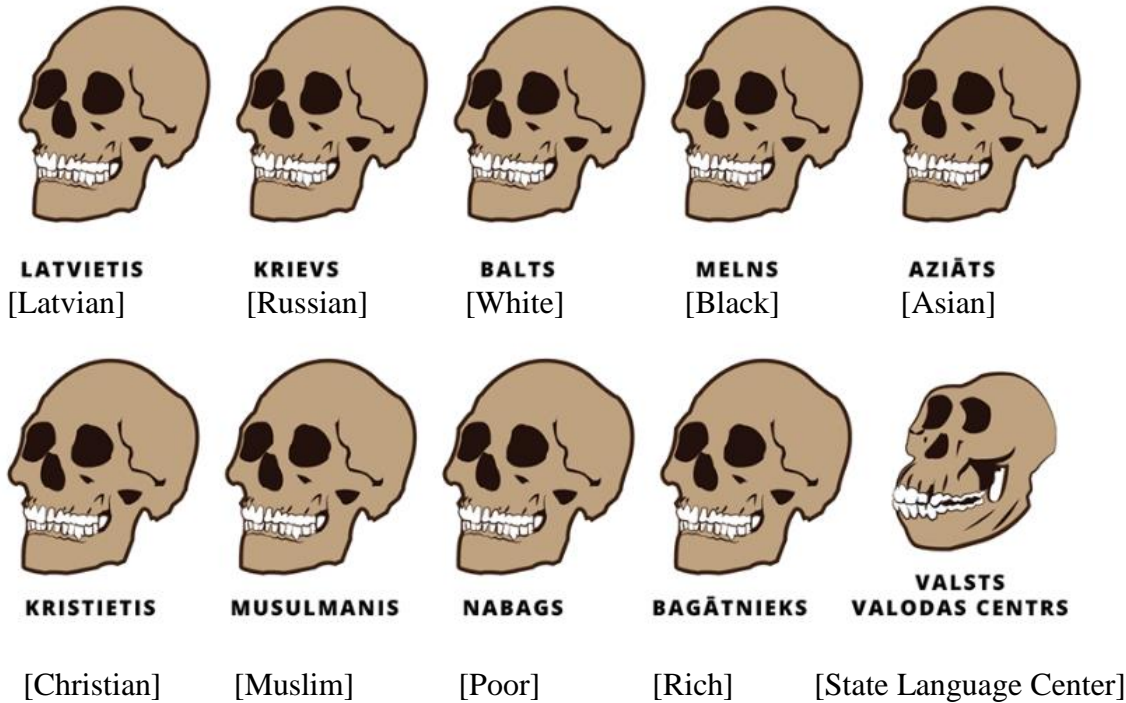 LATVIETIS KRIEVS BALTS MELNS AZIĀTS
[Latvian] [Russian] [White] [Black] [Asian]
KRISTIETIS MUSULMANIS NABAGS BAGĀTNIEKS VALSTS
VALODAS CENTRS
[Christian] [Muslim] [Poor] [Rich] [State Language Center]